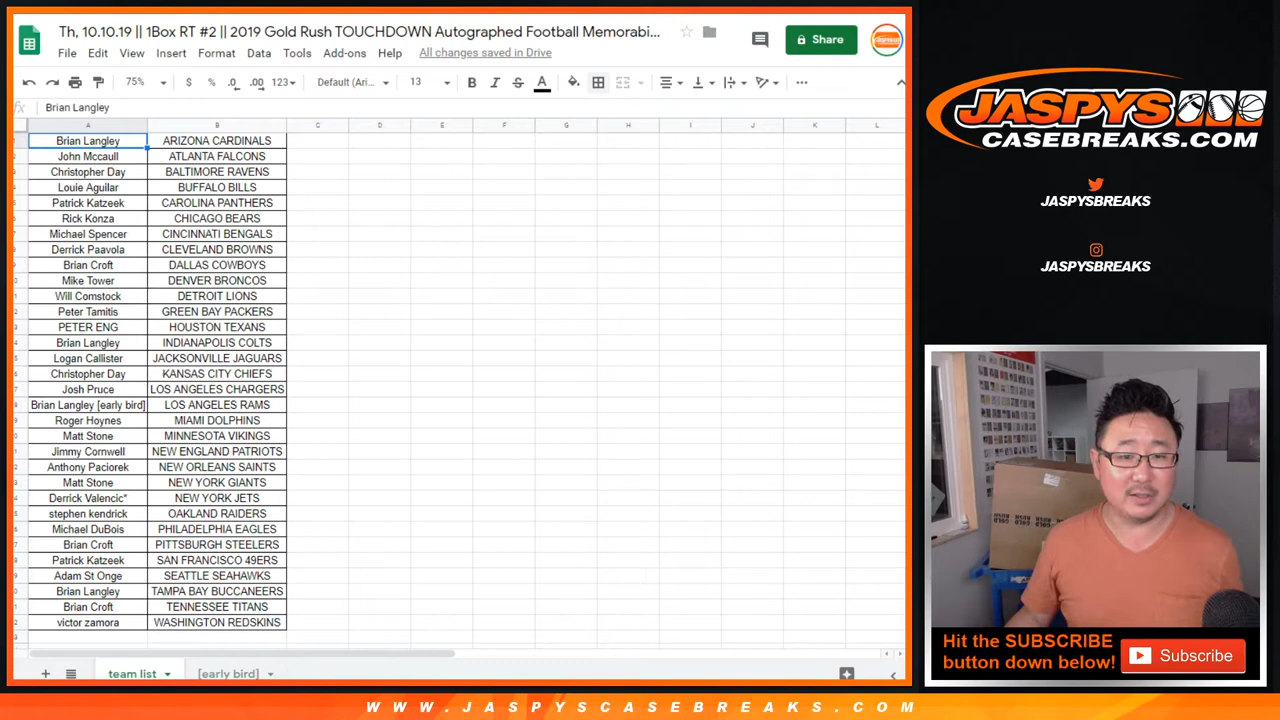 Th, 10.10.19 || 1Box RT #2 || 2019 Gold Rush TOUCHDOWN Autographed Football Memorabi...
File Edit View Insert Format Data Tools Add-ons Help All changes saved in Drive
Share
75% $ % .0 .00 123 Default (Ari... 13 B I S A
fx Brian Langley
A B C D E F G H I J K L
Brian Langley ARIZONA CARDINALS
John Mccaull ATLANTA FALCONS
Christopher Day BALTIMORE RAVENS
Louie Aguilar BUFFALO BILLS
Patrick Katzeek CAROLINA PANTHERS
Rick Konza CHICAGO BEARS
Michael Spencer CINCINNATI BENGALS
Derrick Paavola CLEVELAND BROWNS
Brian Croft DALLAS COWBOYS
Mike Tower DENVER BRONCOS
Will Comstock DETROIT LIONS
Peter Tamitis GREEN BAY PACKERS
PETER ENG HOUSTON TEXANS
Brian Langley INDIANAPOLIS COLTS
Logan Callister JACKSONVILLE JAGUARS
Christopher Day KANSAS CITY CHIEFS
Josh Pruce LOS ANGELES CHARGERS
Brian Langley [early bird] LOS ANGELES RAMS
Roger Hoynes MIAMI DOLPHINS
Matt Stone MINNESOTA VIKINGS
Jimmy Cornwell NEW ENGLAND PATRIOTS
Anthony Paciorek NEW ORLEANS SAINTS
Matt Stone NEW YORK GIANTS
Derrick Valencic* NEW YORK JETS
stephen kendrick OAKLAND RAIDERS
Michael DuBois PHILADELPHIA EAGLES
Brian Croft PITTSBURGH STEELERS
Patrick Katzeek SAN FRANCISCO 49ERS
Adam St Onge SEATTLE SEAHAWKS
Brian Langley TAMPA BAY BUCCANEERS
Brian Croft TENNESSEE TITANS
victor zamora WASHINGTON REDSKINS
team list [early bird]
JASPYS
CASEBREAKS.COM
JASPYSBREAKS
JASPYSBREAKS
GOLD RUSH
Hit the SUBSCRIBE
button down below!
Subscribe
WWW.JASPYSCASEBREAKS.COM